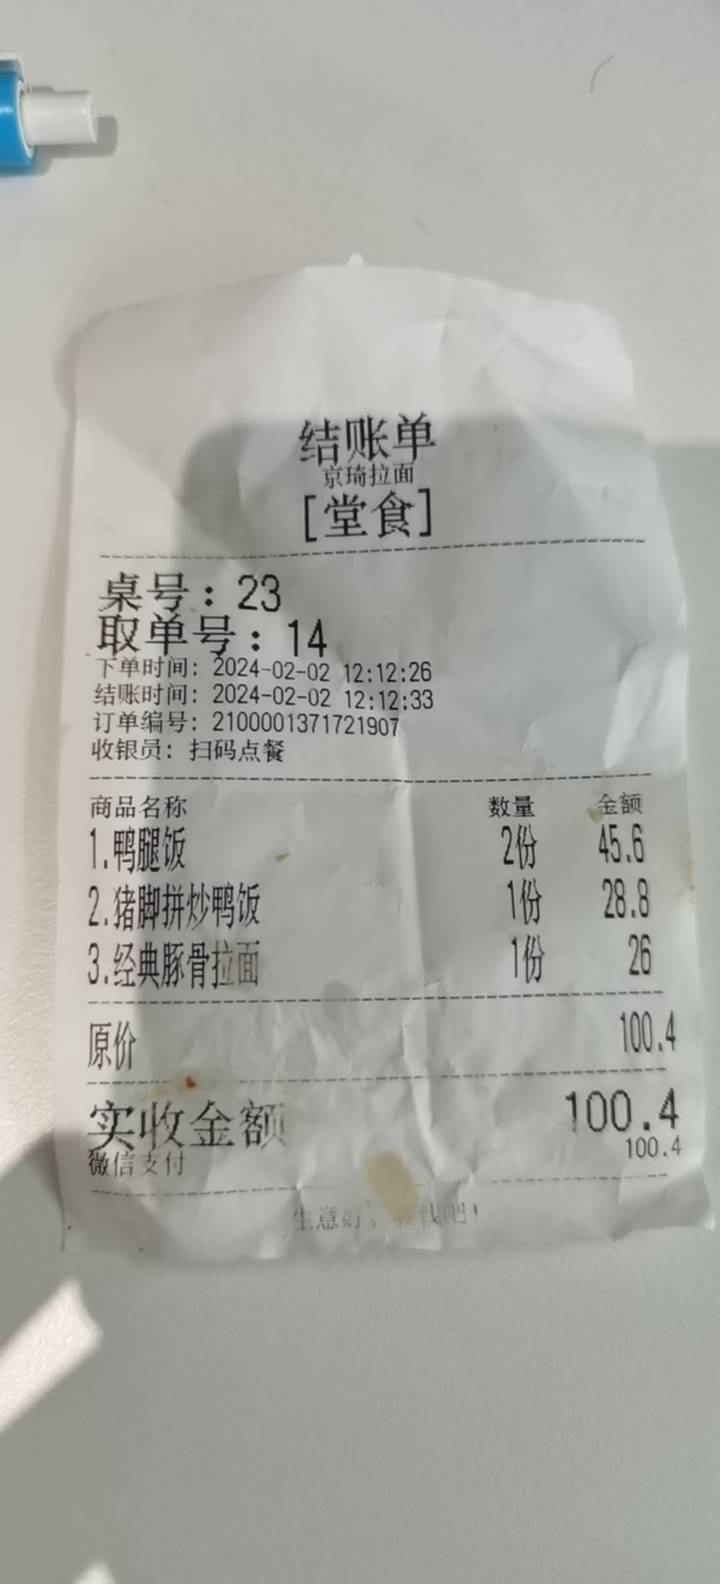 结账单
京琦拉面
[堂食]
桌号：23
取单号：14
下单时间：2024-02-02 12:12:26
结账时间：2024-02-02 12:12:33
订单编号：2100001371721907
收银员：扫码点餐
商品名称 数量 金额
1.鸭腿饭 2份 45.6
2.猪脚拼炒鸭饭 1份 28.8
3.经典豚骨拉面 1份 26
原价 100.4
实收金额 100.4
微信支付 100.4
生意好， 钱吧！